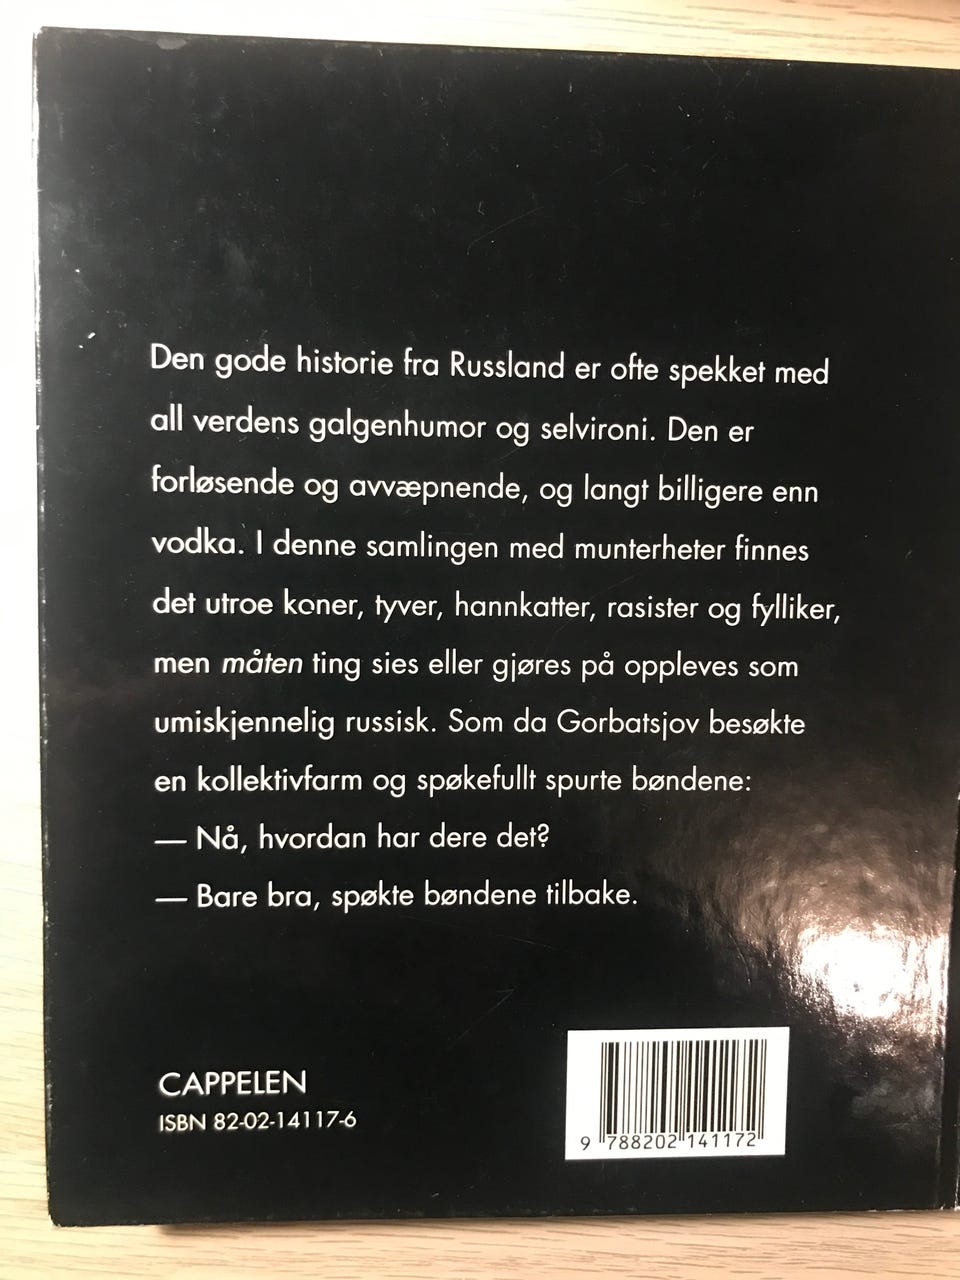 Den gode historie fra Russland er ofte spekket med
all verdens galgenhumor og selvironi. Den er
forløsende og avvæpnende, og langt billigere enn
vodka. I denne samlingen med munterheter finnes
det utroe koner, tyver, hannkatter, rasister og fylliker,
men måten ting sies eller gjøres på oppleves som
umiskjennelig russisk. Som da Gorbatsjov besøkte
en kollektivfarm og spøkefullt spurte bøndene:
— Nå, hvordan har dere det?
— Bare bra, spøkte bøndene tilbake.
CAPPELEN
ISBN 82-02-14117-6
9 788202 141172